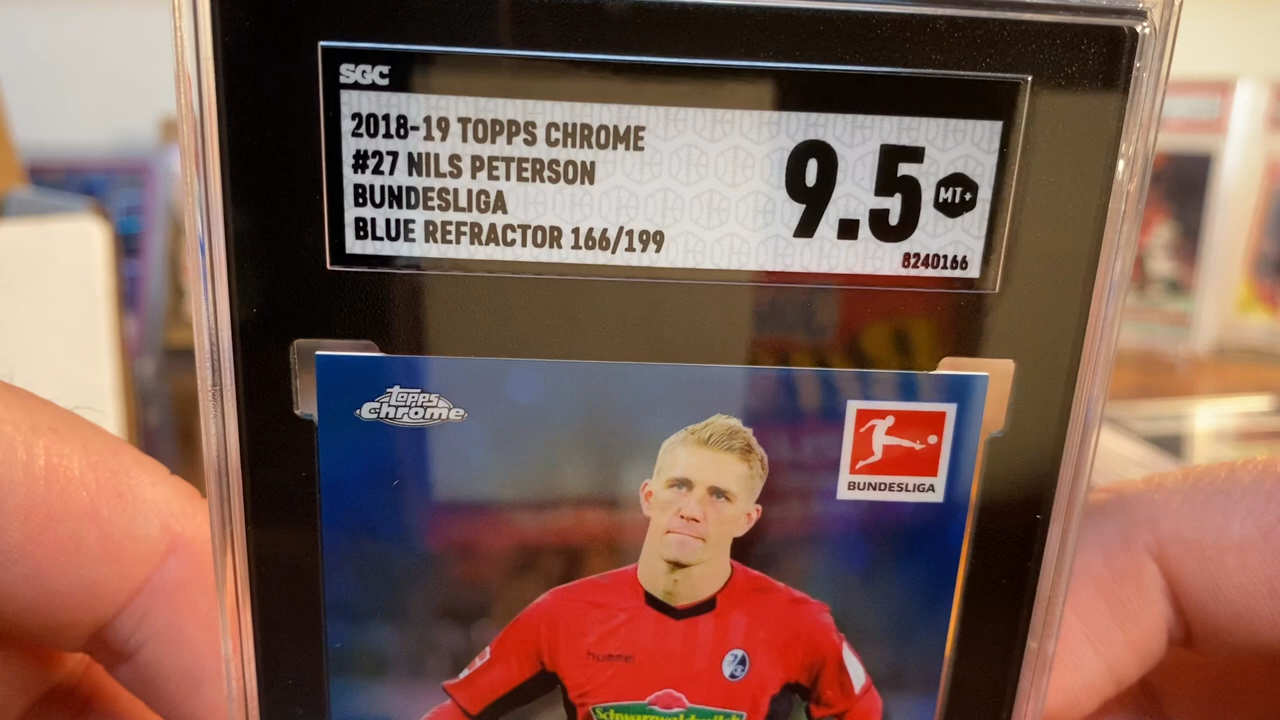 SGC
2018-19 TOPPS CHROME
#27 NILS PETERSON
BUNDESLIGA
BLUE REFRACTOR 166/199
9.5 MT+
8240166
topps
Chrome
BUNDESLIGA
hummel
Schwarzwaldmilch